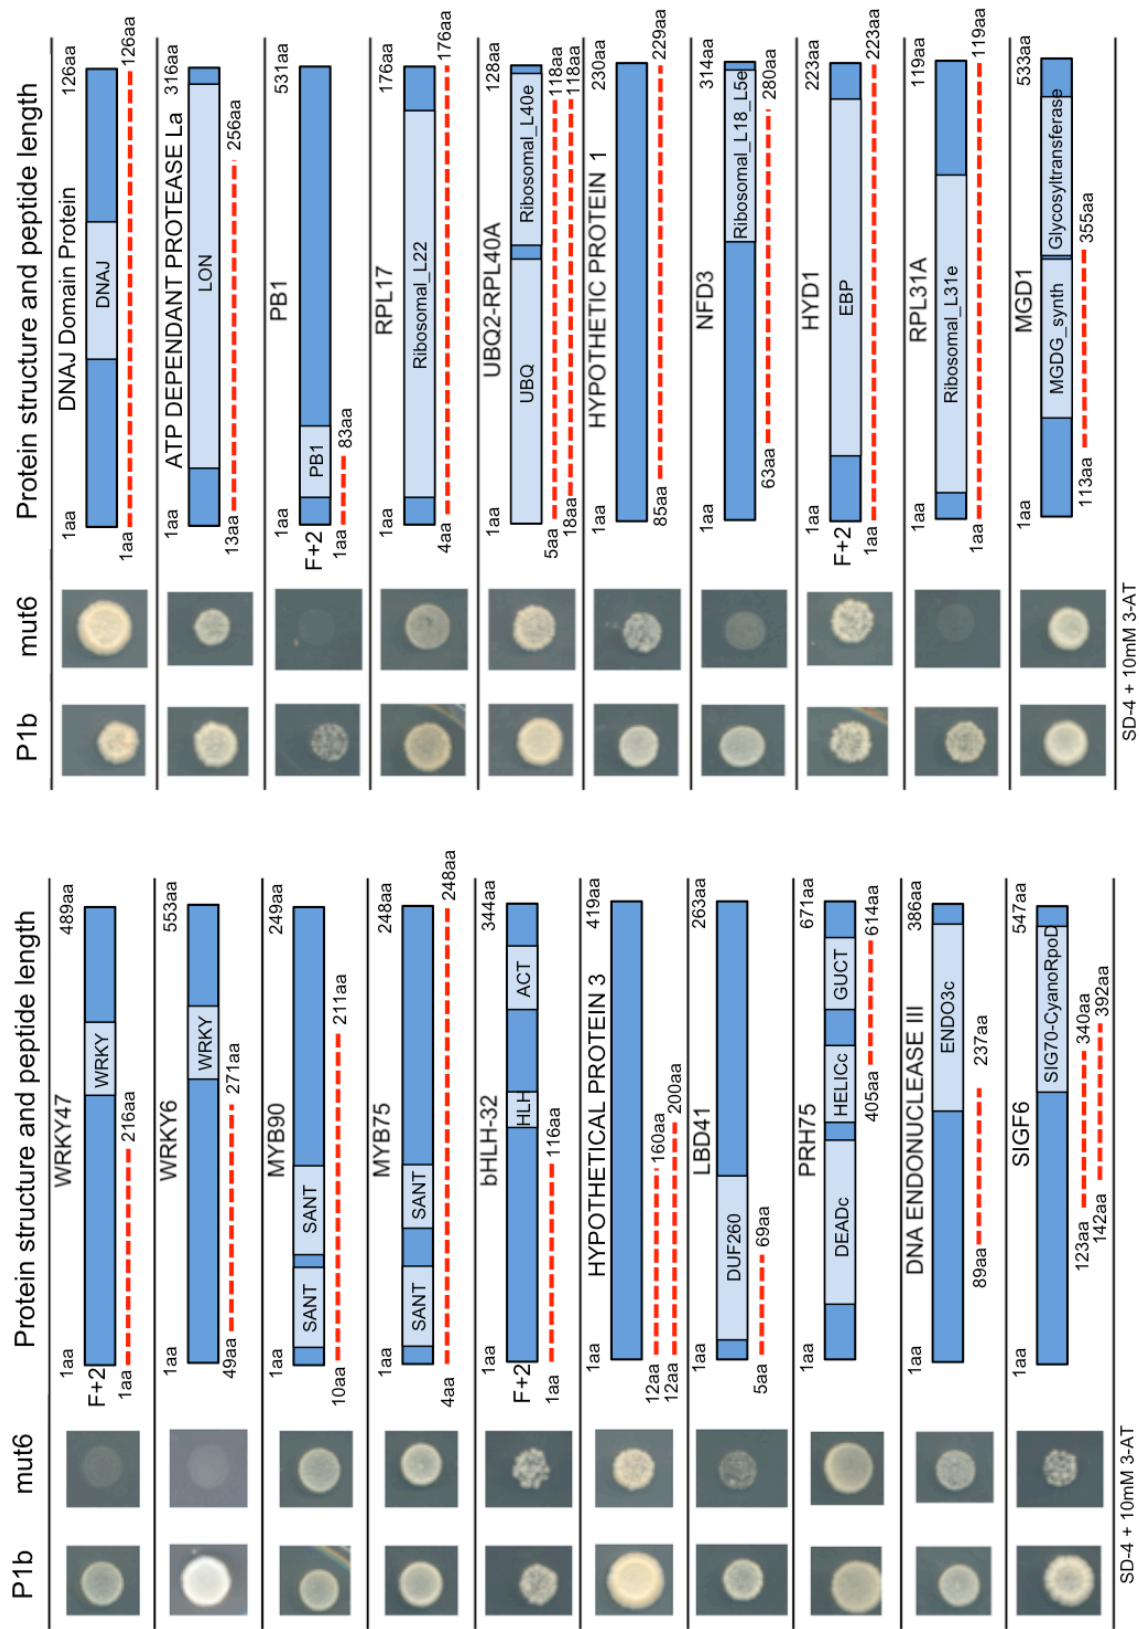 P1b mut6 Protein structure and peptide length
WRKY47
1aa 489aa
F+2 WRKY
1aa 216aa
WRKY6
1aa 553aa
WRKY
49aa 271aa
MYB90
1aa 249aa
SANT SANT
10aa 211aa
MYB75
1aa 248aa
SANT SANT
4aa 248aa
bHLH-32
1aa 344aa
F+2 HLH ACT
1aa 116aa
HYPOTHETICAL PROTEIN 3
1aa 419aa
12aa 160aa
12aa 200aa
LBD41
1aa 263aa
DUF260
5aa 69aa
PRH75
1aa 671aa
DEADc HELICc GUCT
405aa 614aa
DNA ENDONUCLEASE III
1aa 386aa
ENDO3c
89aa 237aa
SIGF6
1aa 547aa
SIG70-CyanoRpoD
123aa 340aa
142aa 392aa
SD-4 + 10mM 3-AT
P1b mut6 Protein structure and peptide length
DNAJ Domain Protein
1aa 126aa
DNAJ
1aa 126aa
ATP DEPENDANT PROTEASE La
1aa 316aa
LON
13aa 256aa
PB1
1aa 531aa
F+2 PB1
1aa 83aa
RPL17
1aa 176aa
Ribosomal_L22
4aa 176aa
UBQ2-RPL40A
1aa 128aa
UBQ Ribosomal_L40e
5aa 118aa
18aa 118aa
HYPOTHETIC PROTEIN 1
1aa 230aa
85aa 229aa
NFD3
1aa 314aa
Ribosomal_L18_L5e
63aa 280aa
HYD1
1aa 223aa
F+2 EBP
1aa 223aa
RPL31A
1aa 119aa
Ribosomal_L31e
1aa 119aa
MGD1
1aa 533aa
MGDG_synth Glycosyltransferase
113aa 355aa
SD-4 + 10mM 3-AT